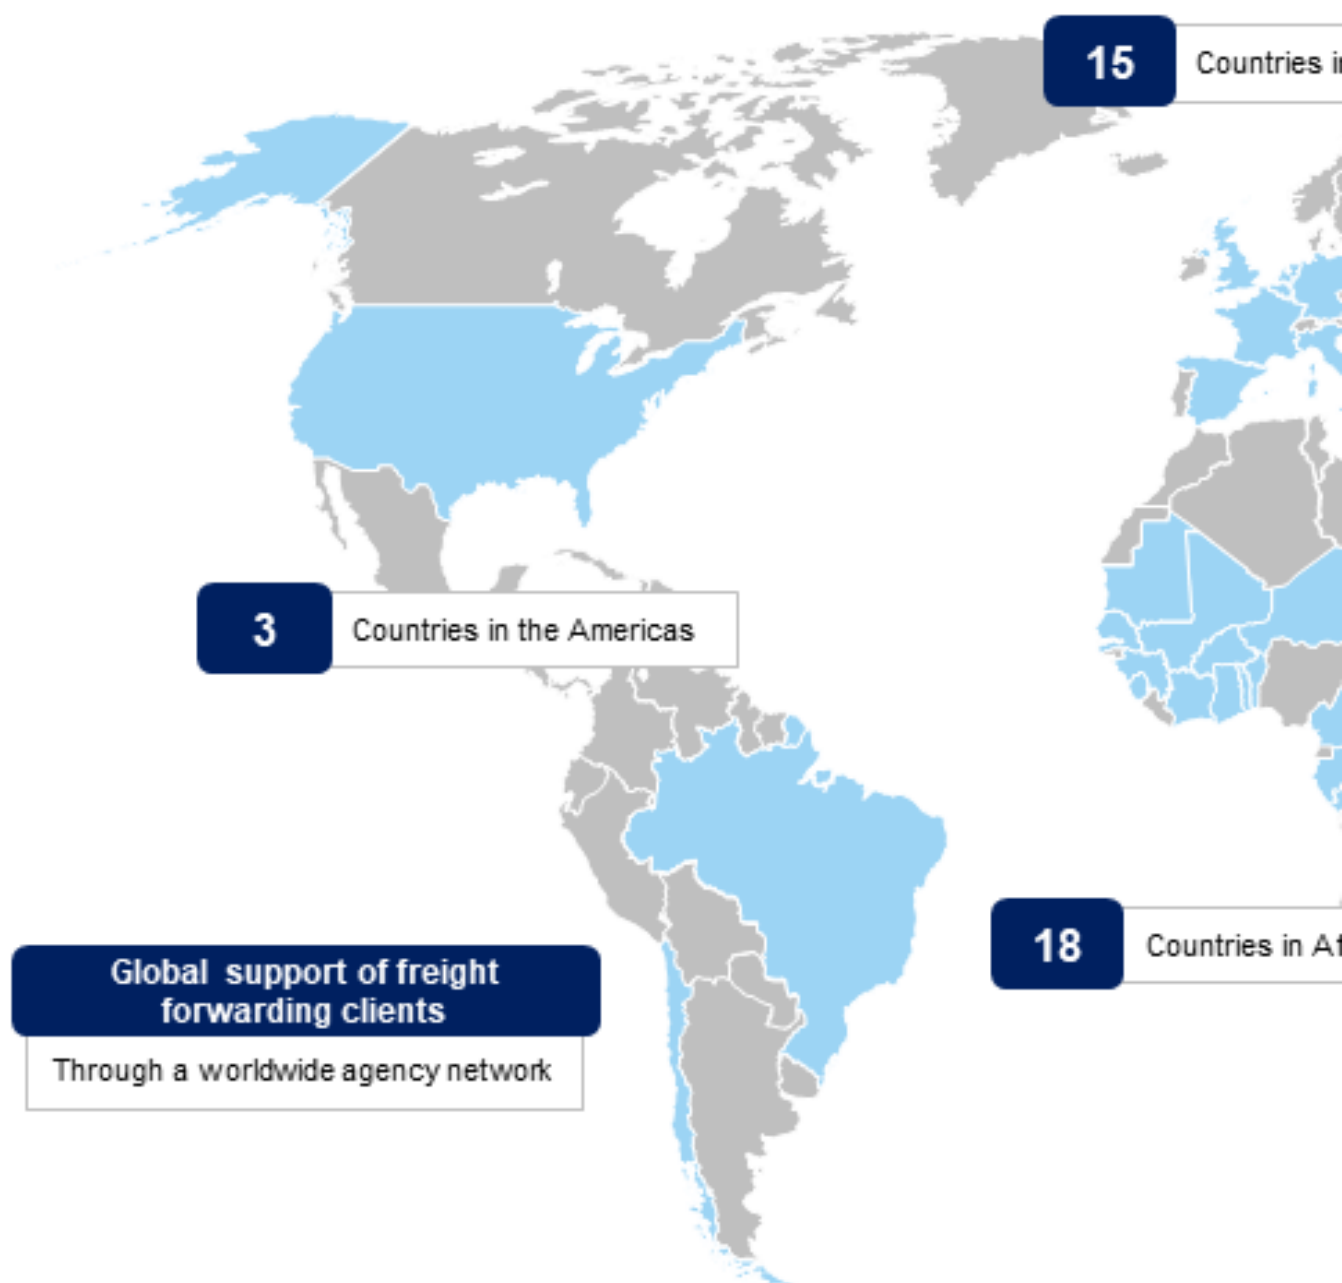 15 Countries i
3 Countries in the Americas
18 Countries in Af
Global support of freight
forwarding clients
Through a worldwide agency network